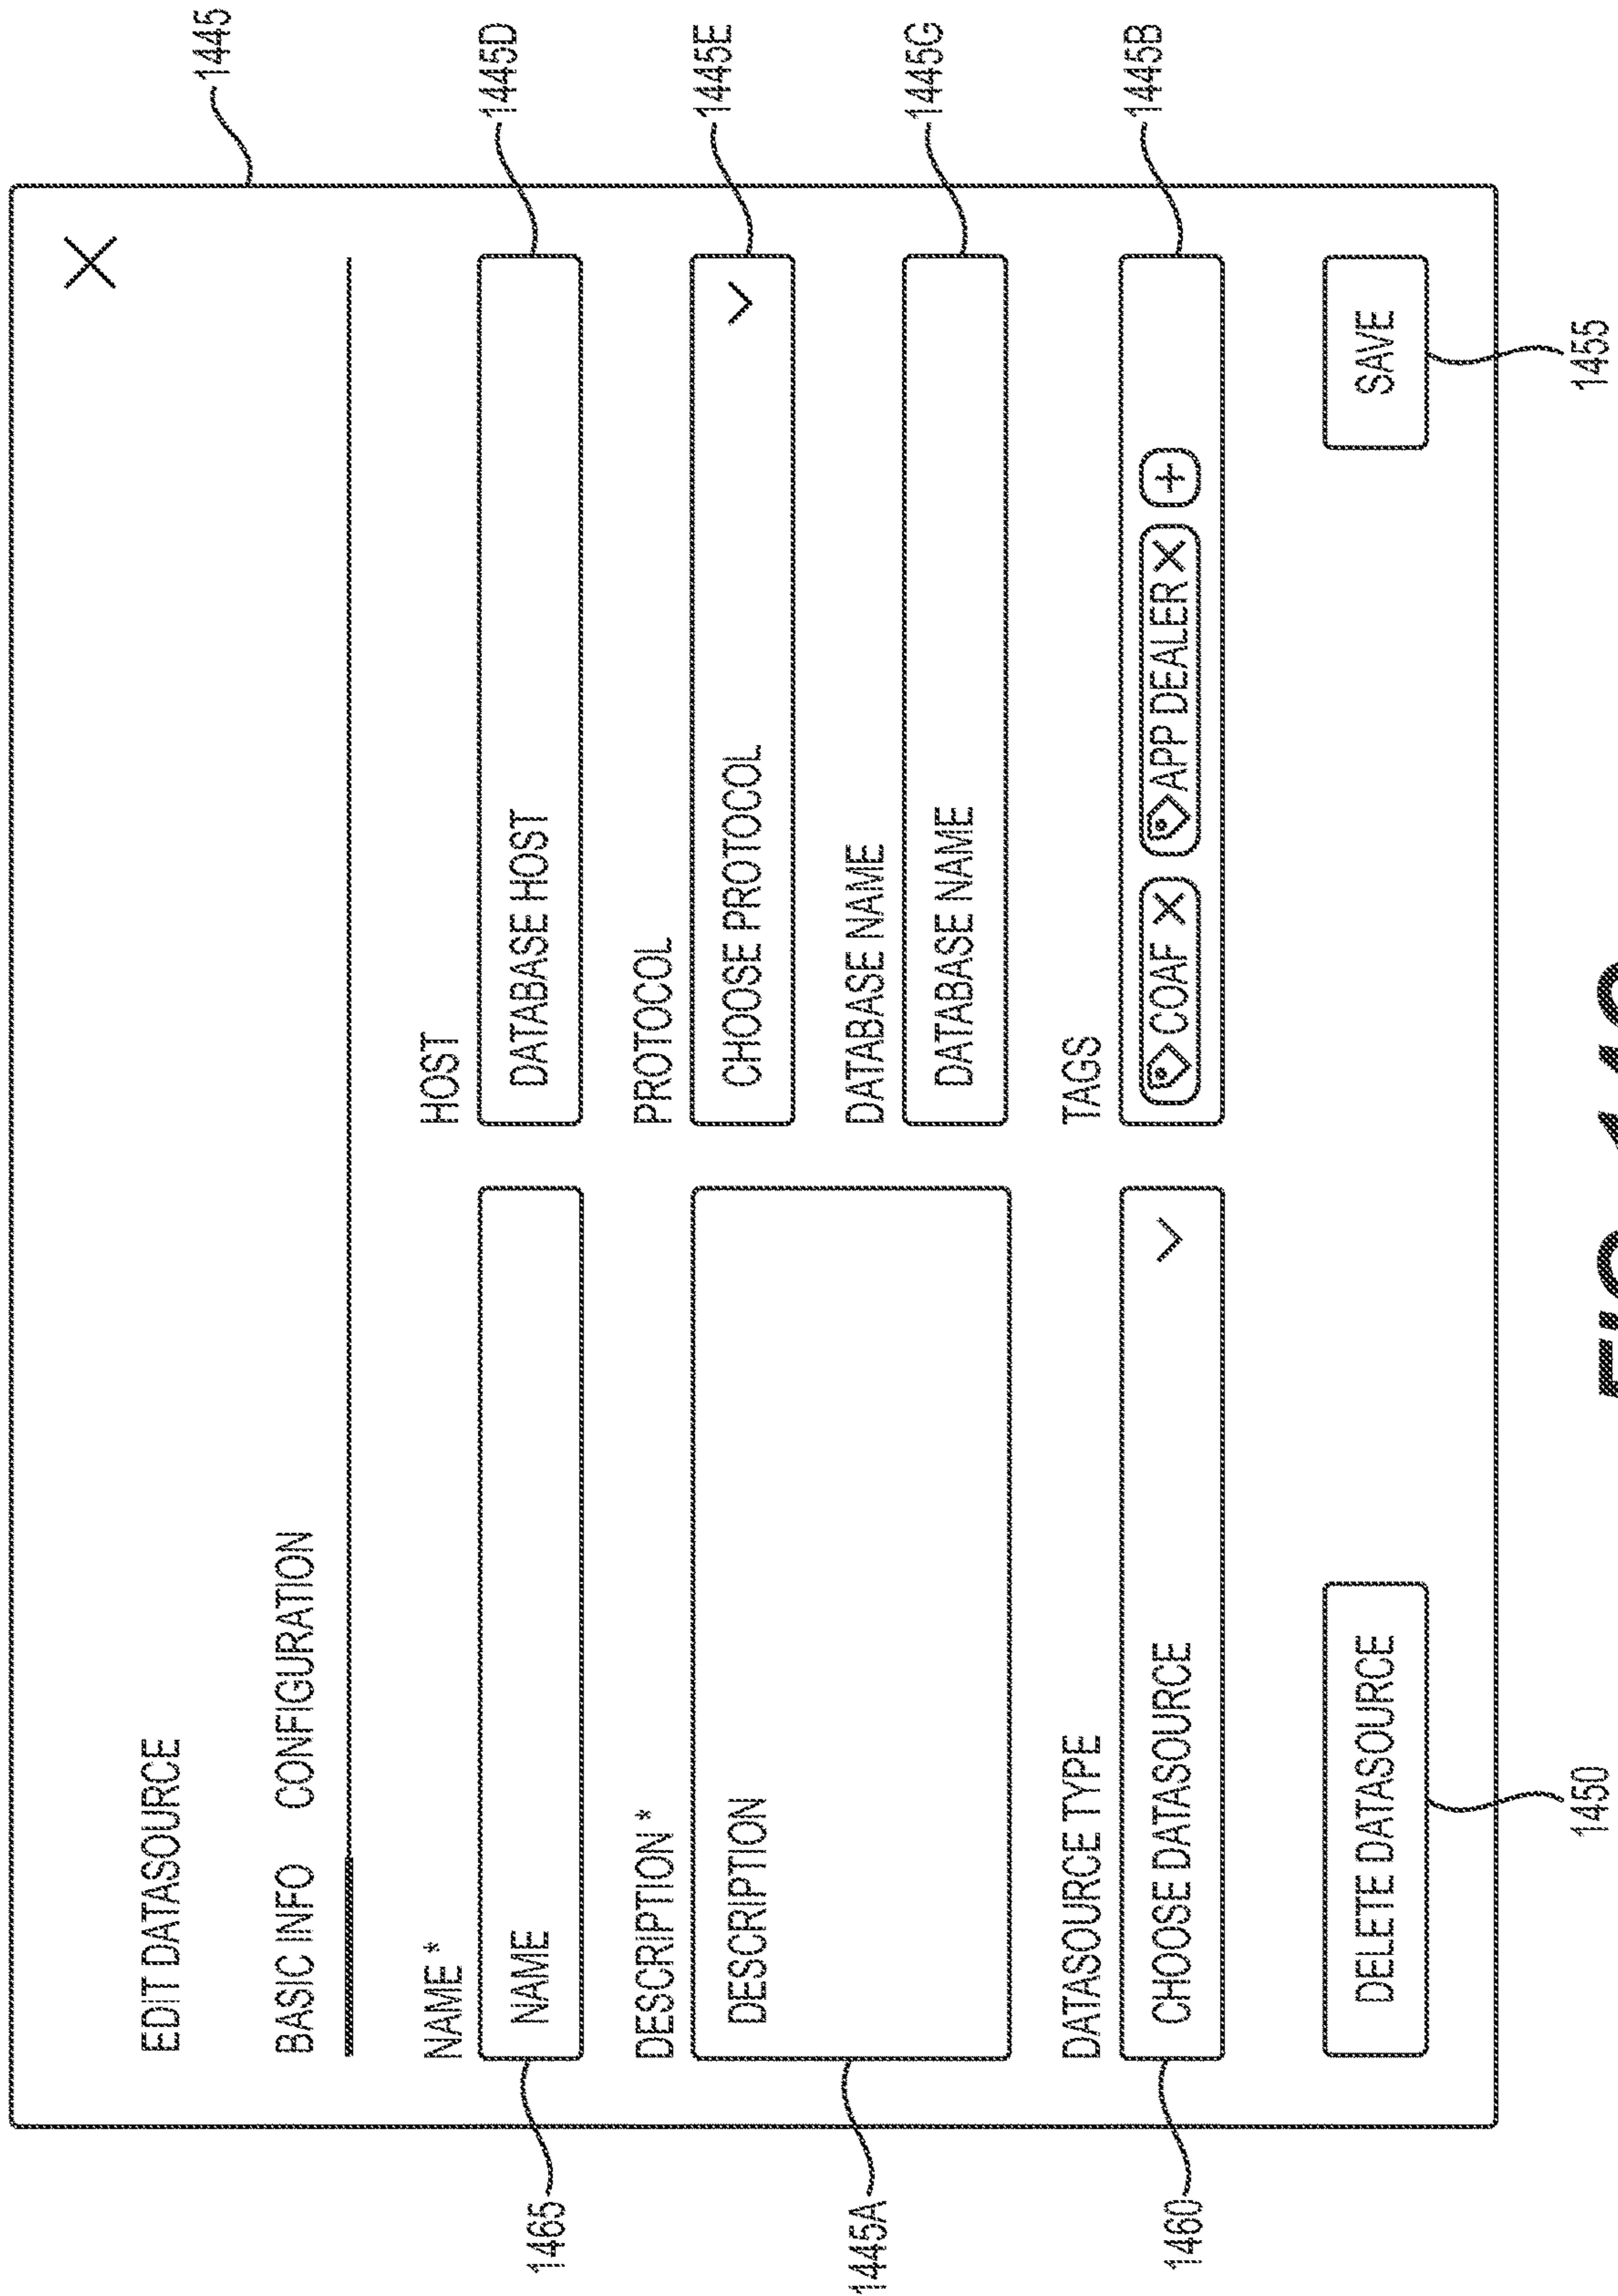 1445
EDIT DATASOURCE
BASIC INFO CONFIGURATION
NAME *
HOST
1465
NAME
DATABASE HOST
1445D
DESCRIPTION *
PROTOCOL
1445A
DESCRIPTION
CHOOSE PROTOCOL
1445E
DATABASE NAME
DATABASE NAME
1445G
DATASOURCE TYPE
TAGS
1460
CHOOSE DATASOURCE
COAF X APP DEALER X +
1445B
DELETE DATASOURCE
SAVE
1450
1455